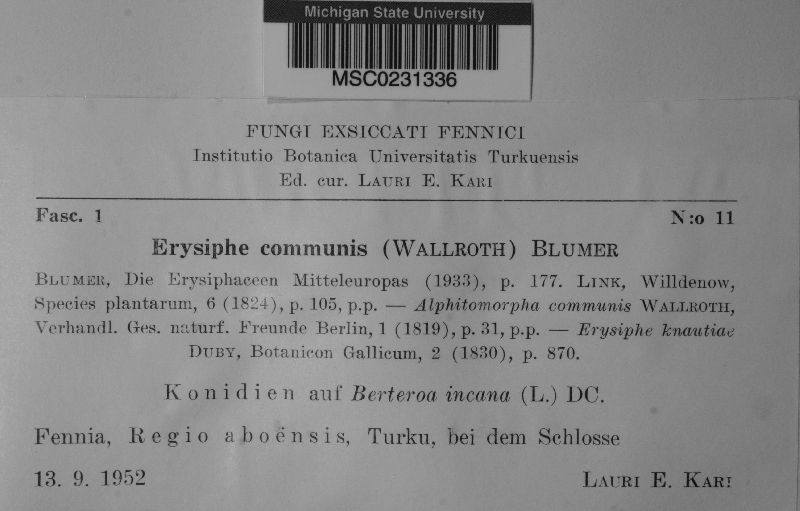 Michigan State University
MSC0231336
FUNGI EXSICCATI FENNICI
Institutio Botanica Universitatis Turkuensis
Ed. cur. LAURI E. KARI
Fasc. 1 N:o 11
Erysiphe communis (WALLROTH) BLUMER
BLUMER, Die Erysiphaceen Mitteleuropas (1933), p. 177. LINK, Willdenow,
Species plantarum, 6 (1824), p. 105, p.p. — Alphitomorpha communis WALLROTH,
Verhandl. Ges. naturf. Freunde Berlin, 1 (1819), p. 31, p.p. — Erysiphe knautiae
DUBY, Botanicon Gallicum, 2 (1830), p. 870.
Konidien auf Berteroa incana (L.) DC.
Fennia, Regio aboënsis, Turku, bei dem Schlosse
13. 9. 1952 LAURI E. KARI